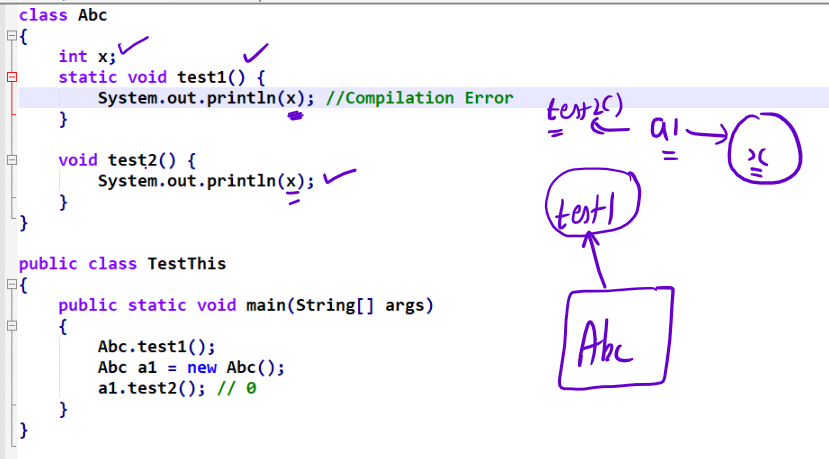 class Abc
{
    int x;
    static void test1() {
        System.out.println(x); //Compilation Error
    }

    void test2() {
        System.out.println(x);
    }
}

public class TestThis
{
    public static void main(String[] args)
    {
        Abc.test1();
        Abc a1 = new Abc();
        a1.test2(); // 0
    }
}
test2()
a1
x
test1
Abc